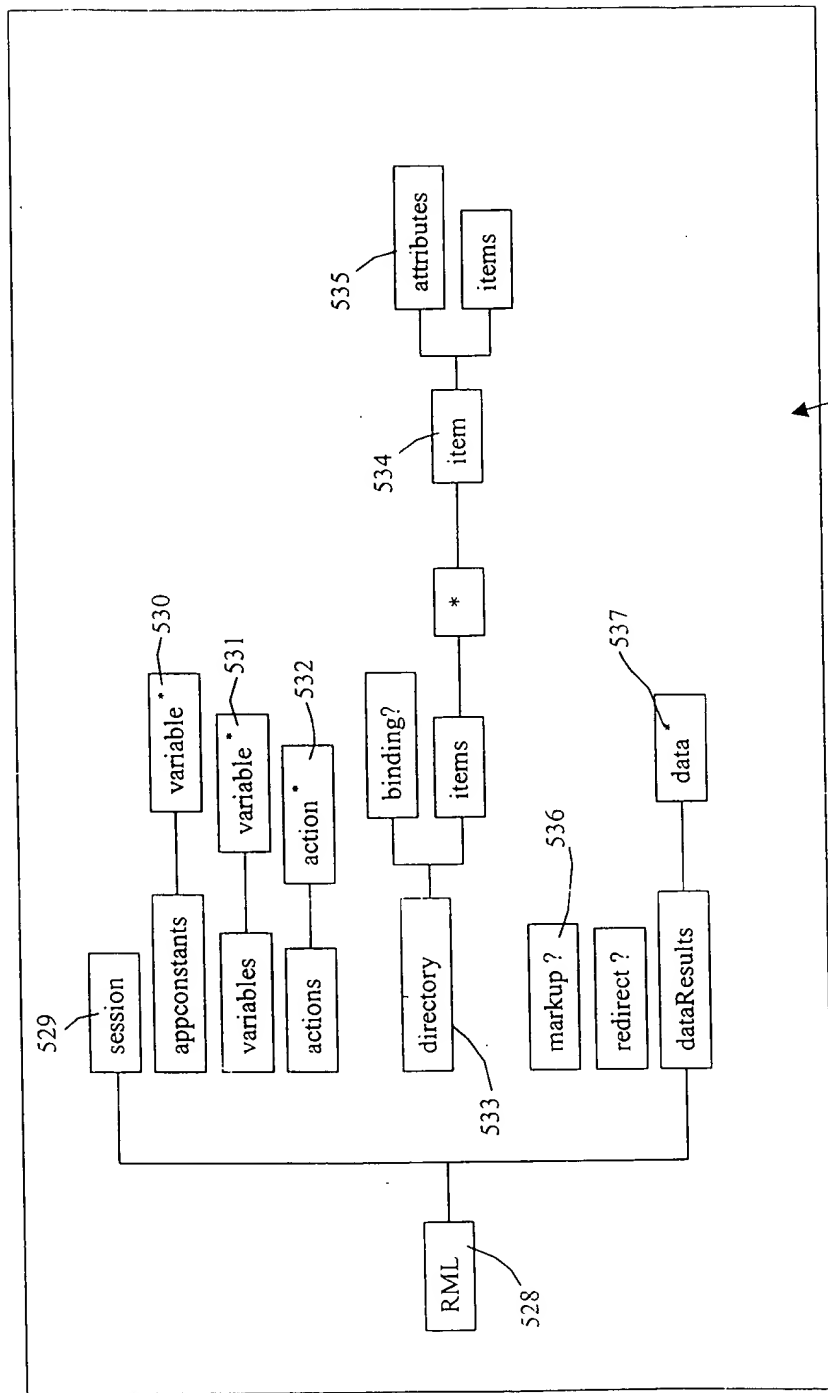 RML
528
529
session
appconstants
variable *
530
variables
variable *
531
actions
action *
532
directory
533
binding?
items
*
item
534
attributes
535
items
markup ?
536
redirect ?
dataResults
data
537